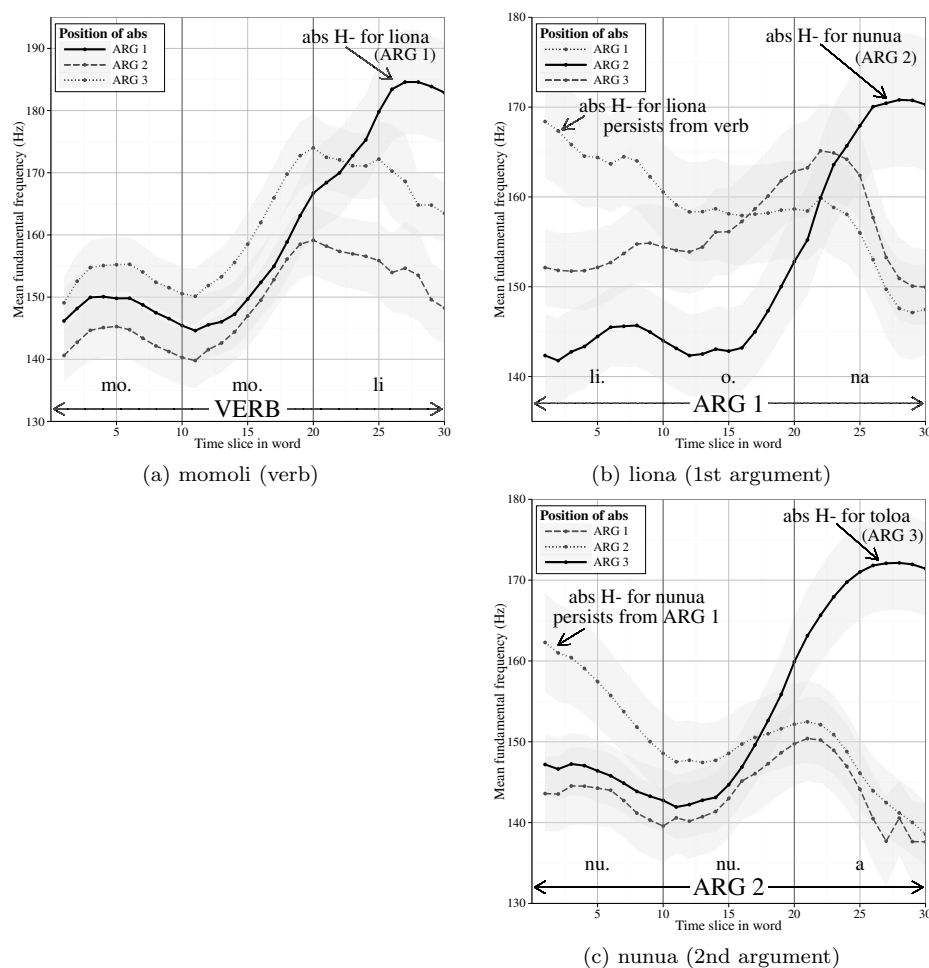 abs H- for liona
(ARG 1)
Position of abs
ARG 1
ARG 2
ARG 3
Mean fundamental frequency (Hz)
190
180
170
160
150
140
130
mo.
mo.
li
VERB
5
10
15
20
25
30
Time slice in word
(a) momoli (verb)
abs H- for nunua
(ARG 2)
Position of abs
ARG 1
ARG 2
ARG 3
abs H- for liona
persists from verb
Mean fundamental frequency (Hz)
180
170
160
150
140
li.
o.
na
ARG 1
5
10
15
20
25
30
Time slice in word
(b) liona (1st argument)
abs H- for toloa
(ARG 3)
Position of abs
ARG 1
ARG 2
ARG 3
abs H- for nunua
persists from ARG 1
Mean fundamental frequency (Hz)
180
170
160
150
140
130
nu.
nu.
a
ARG 2
5
10
15
20
25
30
Time slice in word
(c) nunua (2nd argument)